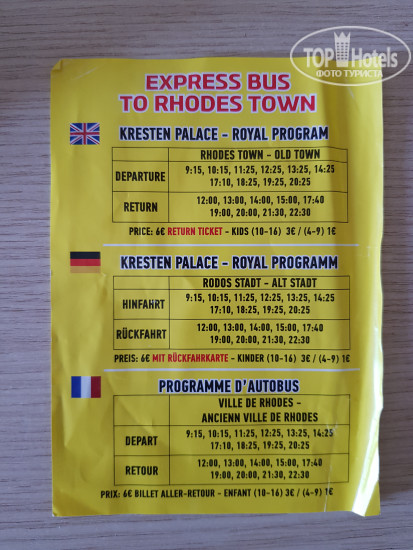 TOPHotels
ФОТО ТУРИСТА
EXPRESS BUS
TO RHODES TOWN
KRESTEN PALACE - ROYAL PROGRAM
RHODES TOWN - OLD TOWN
DEPARTURE 9:15, 10:15, 11:25, 12:25, 13:25, 14:25
17:10, 18:25, 19:25, 20:25
RETURN 12:00, 13:00, 14:00, 15:00, 17:40
19:00, 20:00, 21:30, 22:30
PRICE: 6€ RETURN TICKET - KIDS (10-16) 3€ / (4-9) 1€
KRESTEN PALACE - ROYAL PROGRAMM
RODOS STADT - ALT STADT
HINFAHRT 9:15, 10:15, 11:25, 12:25, 13:25, 14:25
17:10, 18:25, 19:25, 20:25
RÜCKFAHRT 12:00, 13:00, 14:00, 15:00, 17:40
19:00, 20:00, 21:30, 22:30
PREIS: 6€ MIT RÜCKFAHRKARTE - KINDER (10-16) 3€ / (4-9) 1€
PROGRAMME D'AUTOBUS
VILLE DE RHODES -
ANCIENN VILLE DE RHODES
DEPART 9:15, 10:15, 11:25, 12:25, 13:25, 14:25
17:10, 18:25, 19:25, 20:25
RETOUR 12:00, 13:00, 14:00, 15:00, 17:40
19:00, 20:00, 21:30, 22:30
PRIX: 6€ BILLET ALLER-RETOUR - ENFANT (10-16) 3€ / (4-9) 1€